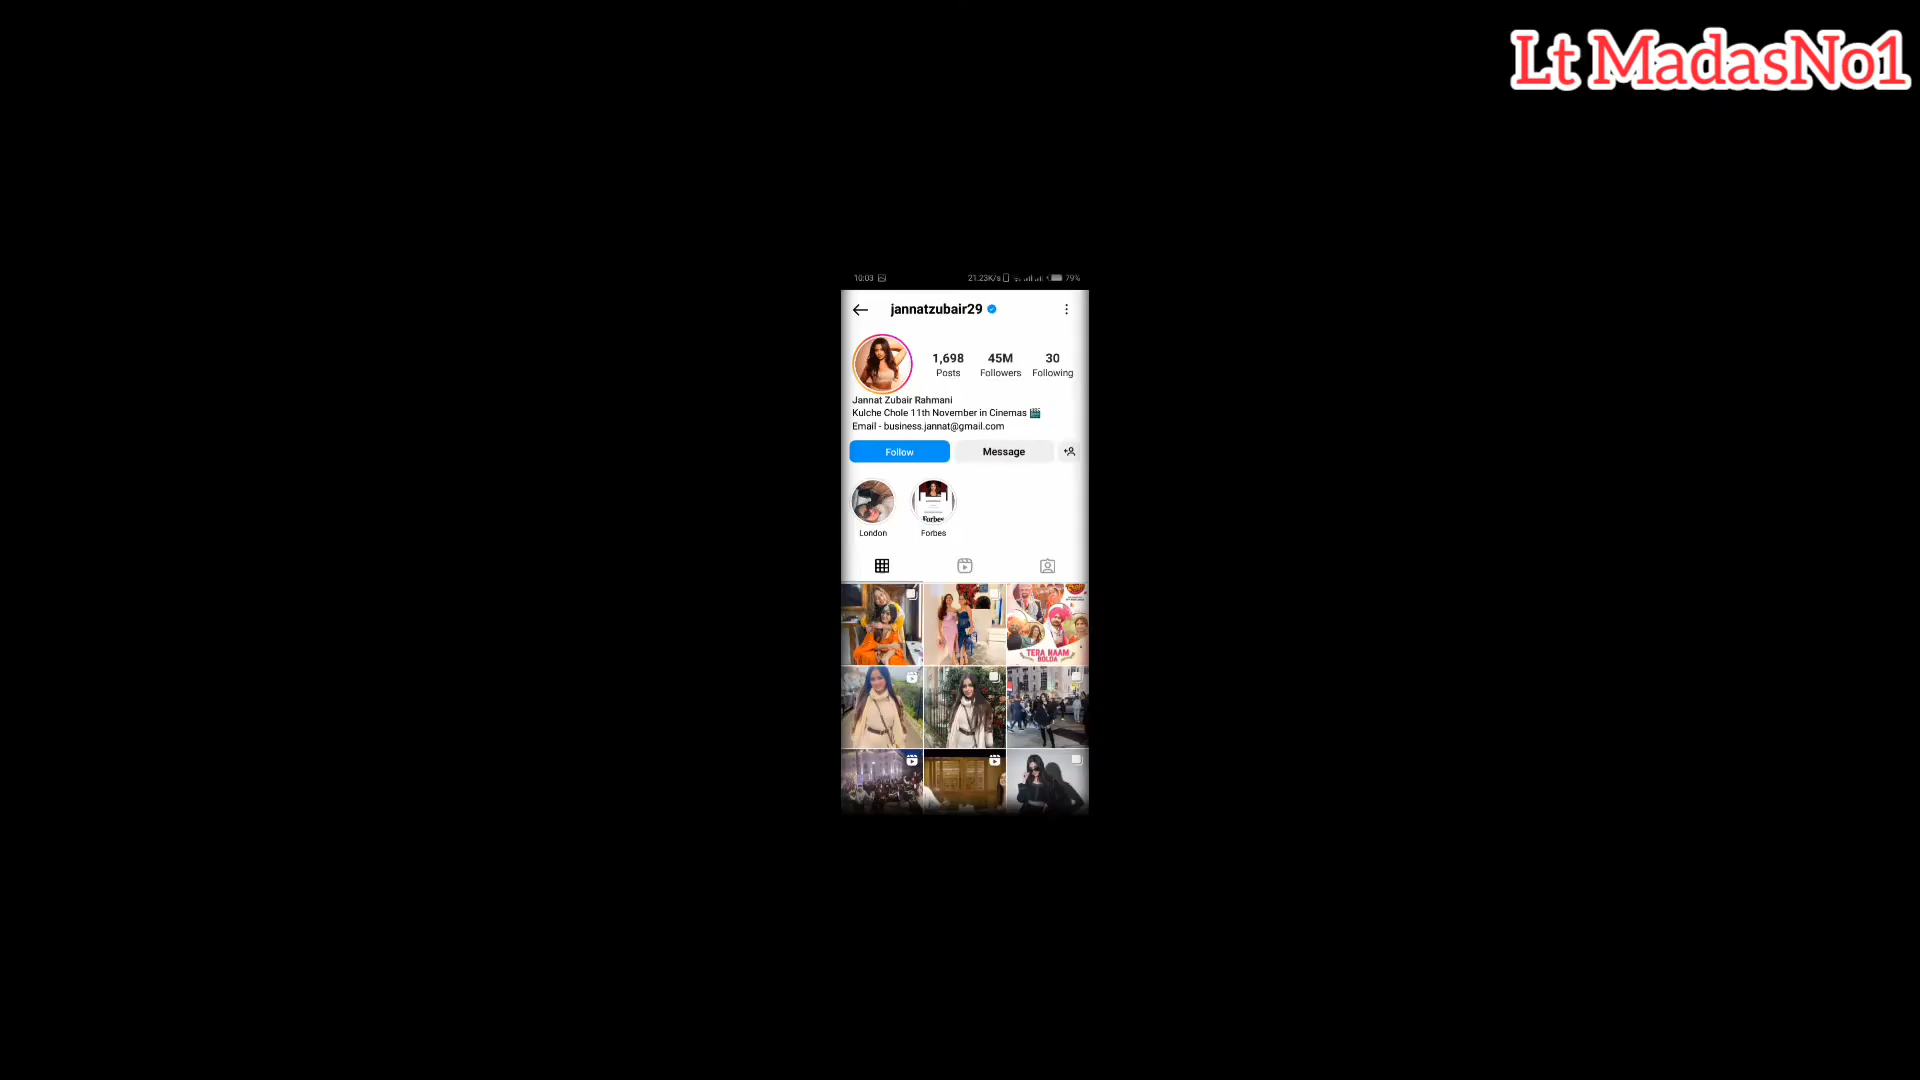 Lt MadasNo1
10:03
21.23K/s
79%
jannatzubair29
1,698
45M
30
Posts
Followers
Following
Jannat Zubair Rahmani
Kulche Chole 11th November in Cinemas 🎬
Email - business.jannat@gmail.com
Follow
Message
Forbes
London
Forbes
TERA NAAM
BOLDA